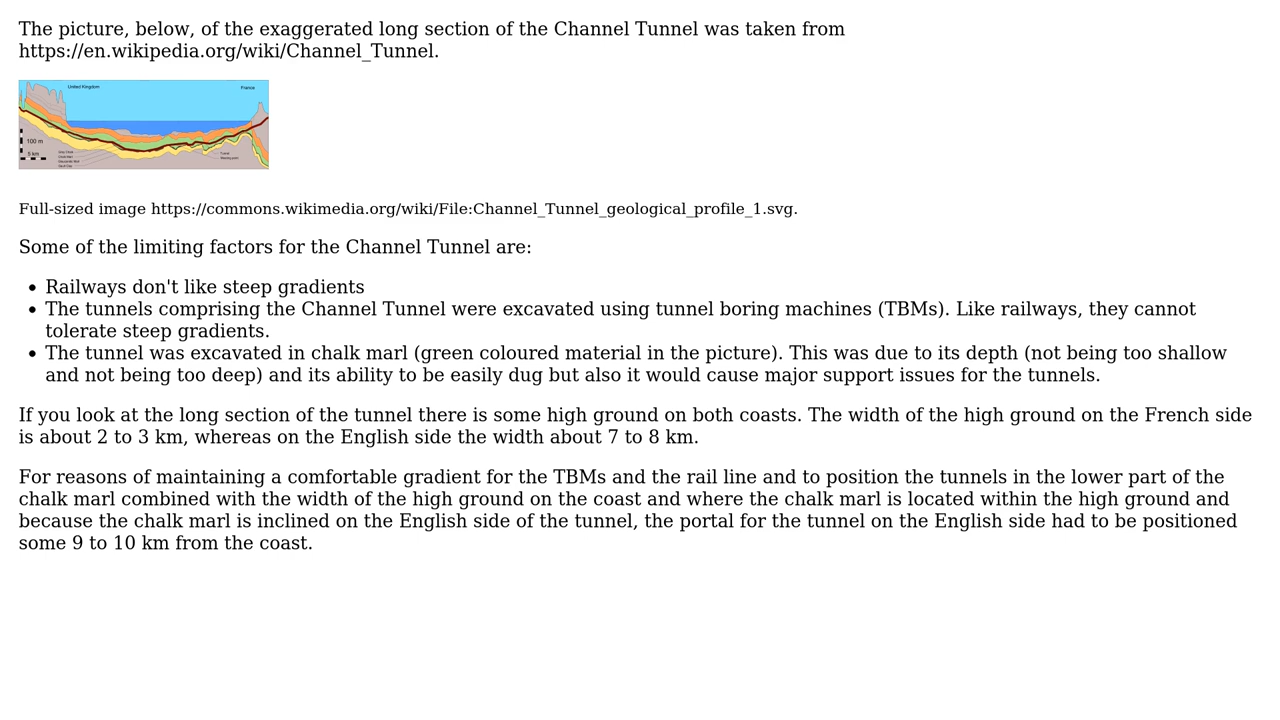 The picture, below, of the exaggerated long section of the Channel Tunnel was taken from
https://en.wikipedia.org/wiki/Channel_Tunnel.
United Kingdom
France
100 m
5 km
Full-sized image https://commons.wikimedia.org/wiki/File:Channel_Tunnel_geological_profile_1.svg.
Some of the limiting factors for the Channel Tunnel are:
• Railways don't like steep gradients
• The tunnels comprising the Channel Tunnel were excavated using tunnel boring machines (TBMs). Like railways, they cannot
tolerate steep gradients.
• The tunnel was excavated in chalk marl (green coloured material in the picture). This was due to its depth (not being too shallow
and not being too deep) and its ability to be easily dug but also it would cause major support issues for the tunnels.
If you look at the long section of the tunnel there is some high ground on both coasts. The width of the high ground on the French side
is about 2 to 3 km, whereas on the English side the width about 7 to 8 km.
For reasons of maintaining a comfortable gradient for the TBMs and the rail line and to position the tunnels in the lower part of the
chalk marl combined with the width of the high ground on the coast and where the chalk marl is located within the high ground and
because the chalk marl is inclined on the English side of the tunnel, the portal for the tunnel on the English side had to be positioned
some 9 to 10 km from the coast.